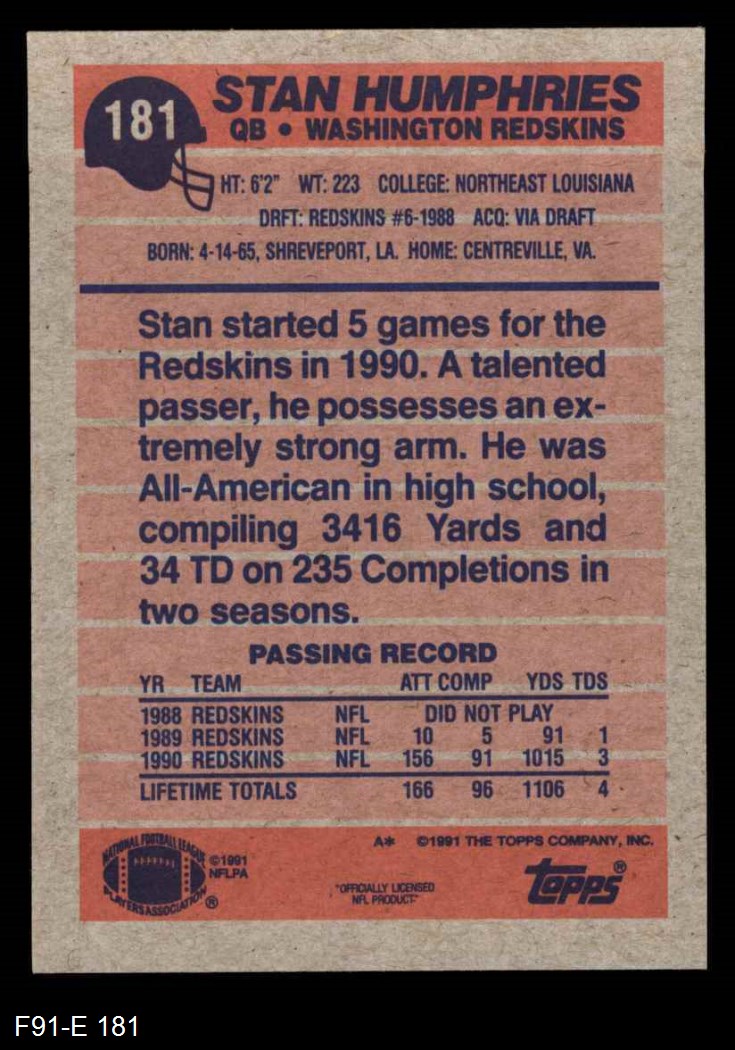 181
STAN HUMPHRIES
QB • WASHINGTON REDSKINS
HT: 6'2" WT: 223 COLLEGE: NORTHEAST LOUISIANA
DRFT: REDSKINS #6-1988 ACQ: VIA DRAFT
BORN: 4-14-65, SHREVEPORT, LA. HOME: CENTREVILLE, VA.
Stan started 5 games for the
Redskins in 1990. A talented
passer, he possesses an ex-
tremely strong arm. He was
All-American in high school,
compiling 3416 Yards and
34 TD on 235 Completions in
two seasons.
PASSING RECORD
YR TEAM ATT COMP YDS TDS
1988 REDSKINS NFL DID NOT PLAY
1989 REDSKINS NFL 10 5 91 1
1990 REDSKINS NFL 156 91 1015 3
LIFETIME TOTALS 166 96 1106 4
A* ©1991 THE TOPPS COMPANY, INC.
NATIONAL FOOTBALL LEAGUE
PLAYERS ASSOCIATION ®
©1991
NFLPA
"OFFICIALLY LICENSED
NFL PRODUCT"
topps®
F91-E 181